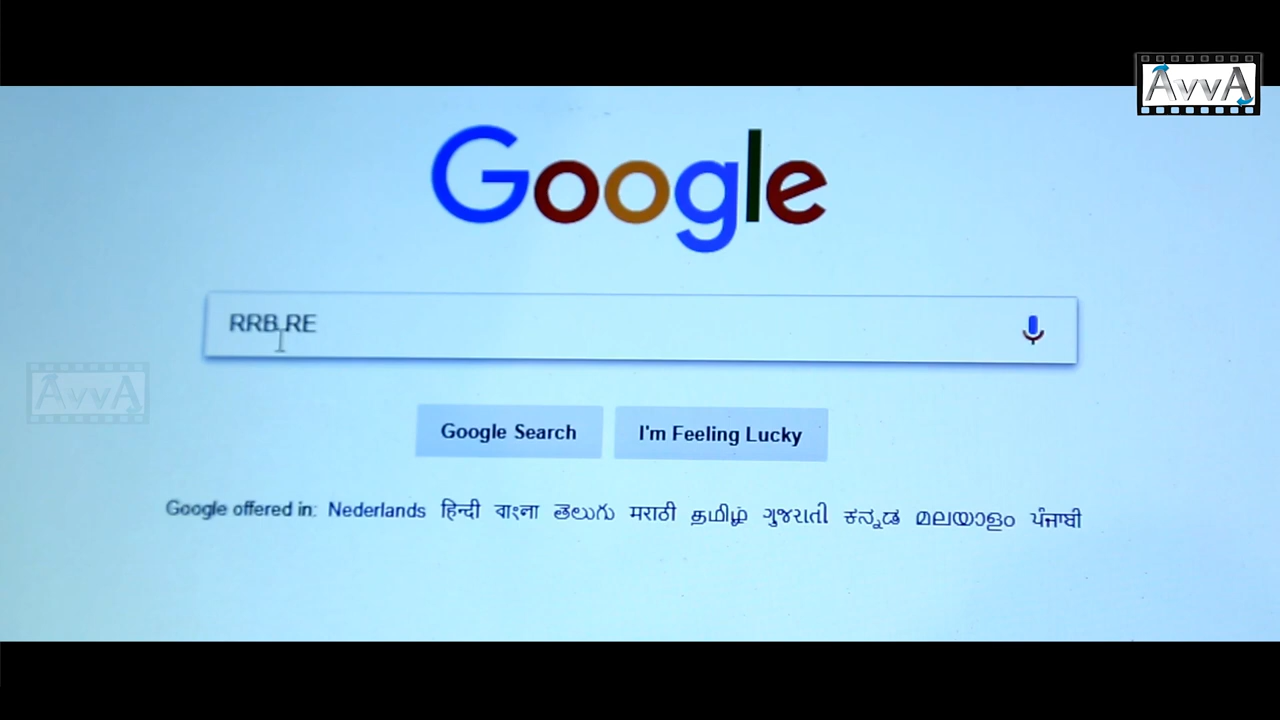 AvvA
Google
RRB RE
AvvA
Google Search
I'm Feeling Lucky
Google offered in: Nederlands हिन्दी বাংলা తెలుగు मराठी தமிழ் ગુજરાતી ಕನ್ನಡ മലയാളം ਪੰਜਾਬੀ